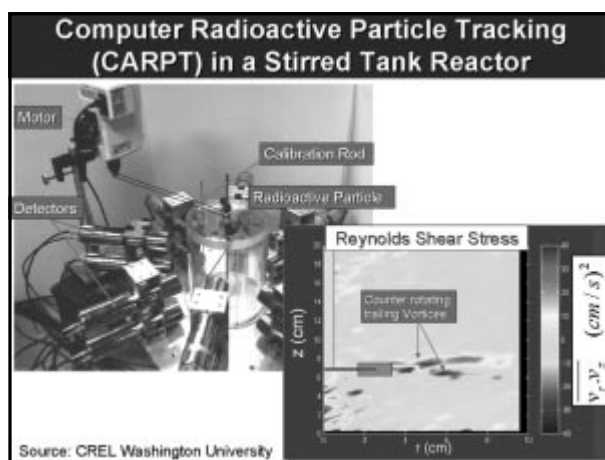 Computer Radioactive Particle Tracking
(CARPT) in a Stirred Tank Reactor
Motor
Calibration Rod
Radioactive Particle
Detectors
Reynolds Shear Stress
Counter rotating
trailing Vortices
z (cm)
r (cm)
(cm / s)²
Source: CREL Washington University